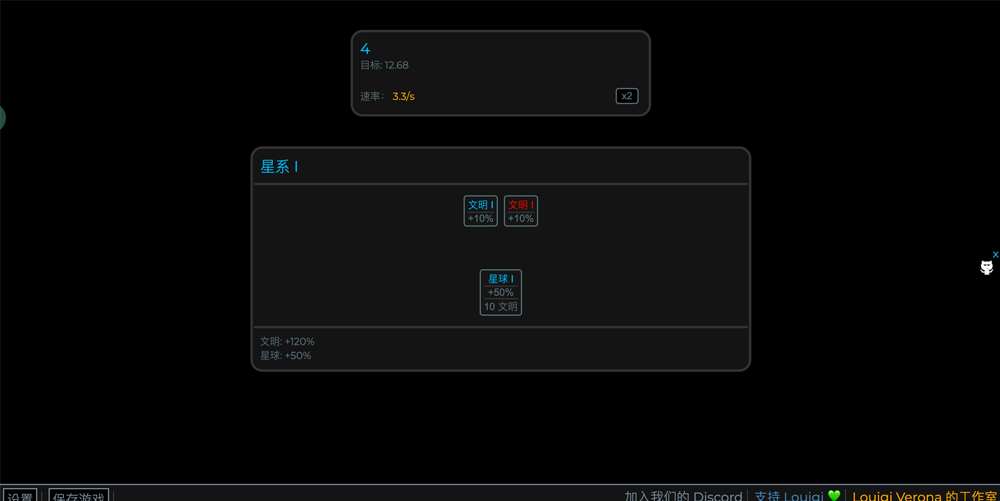 4
目标: 12.68
速率: 3.3/s
x2
星系 I
文明 I
+10%
文明 I
+10%
星球 I
+50%
10 文明
文明: +120%
星球: +50%
x
设置 | 保存游戏 |
加入我们的 Discord | 支持 Louigi 💚 | Louigi Verona 的工作室